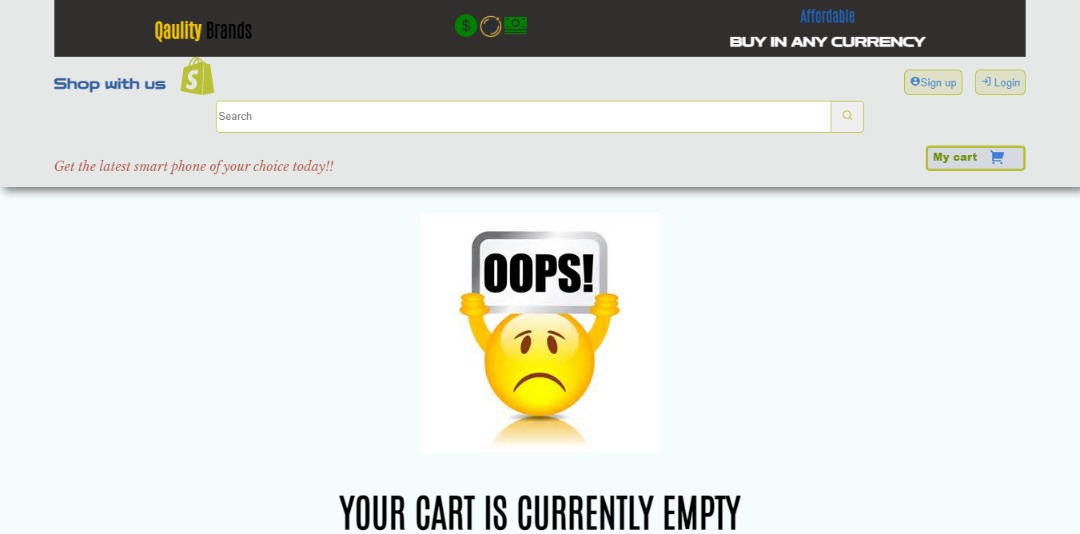 Qaulity Brands
Affordable
BUY IN ANY CURRENCY
Shop with us
Sign up
Login
Search
Get the latest smart phone of your choice today!!
My cart
OOPS!
YOUR CART IS CURRENTLY EMPTY